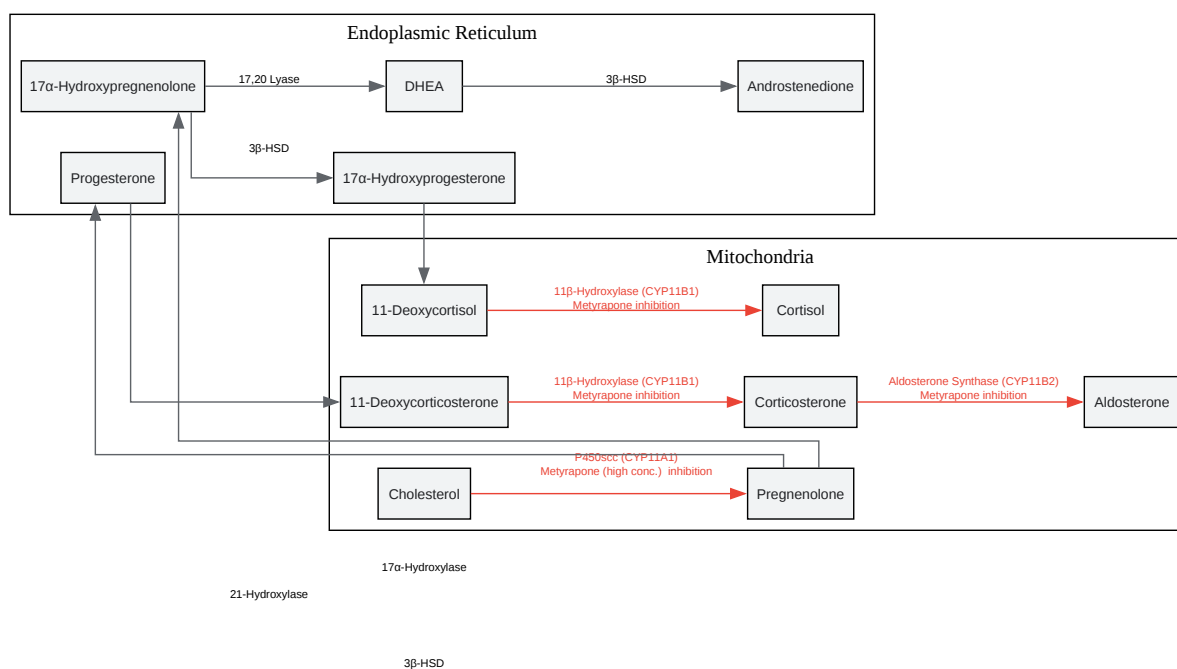 Endoplasmic Reticulum
17α-Hydroxypregnenolone
17,20 Lyase
DHEA
3β-HSD
Androstenedione
3β-HSD
Progesterone
17α-Hydroxyprogesterone
Mitochondria
11-Deoxycortisol
11β-Hydroxylase (CYP11B1)
Metyrapone inhibition
Cortisol
11-Deoxycorticosterone
11β-Hydroxylase (CYP11B1)
Metyrapone inhibition
Corticosterone
Aldosterone Synthase (CYP11B2)
Metyrapone inhibition
Aldosterone
Cholesterol
P450scc (CYP11A1)
Metyrapone (high conc.) inhibition
Pregnenolone
17α-Hydroxylase
21-Hydroxylase
3β-HSD